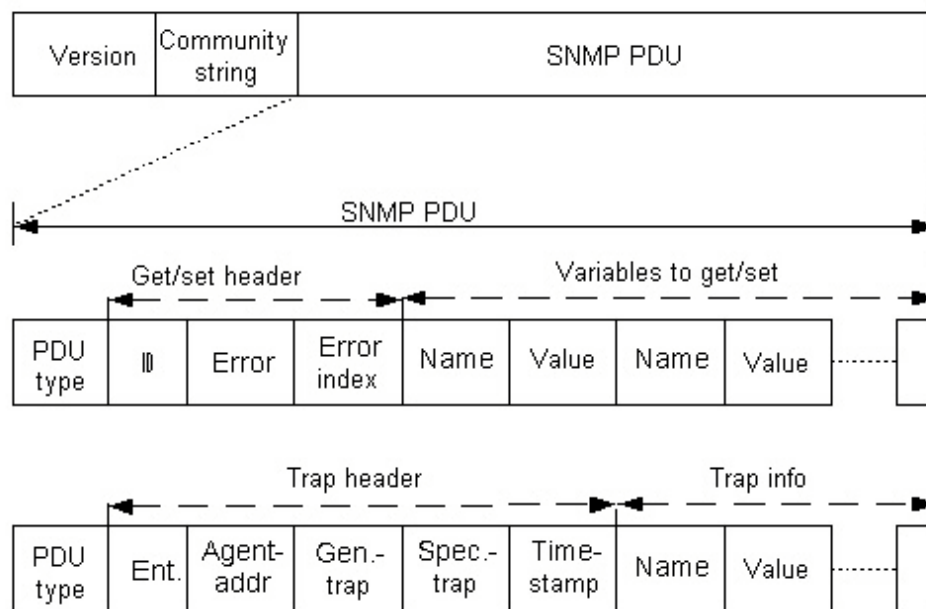 Version
Community
string
SNMP PDU
SNMP PDU
Get/set header
Variables to get/set
PDU
type
ID
Error
Error
index
Name
Value
Name
Value
Trap header
Trap info
PDU
type
Ent.
Agent-
addr
Gen.-
trap
Spec.-
trap
Time-
stamp
Name
Value